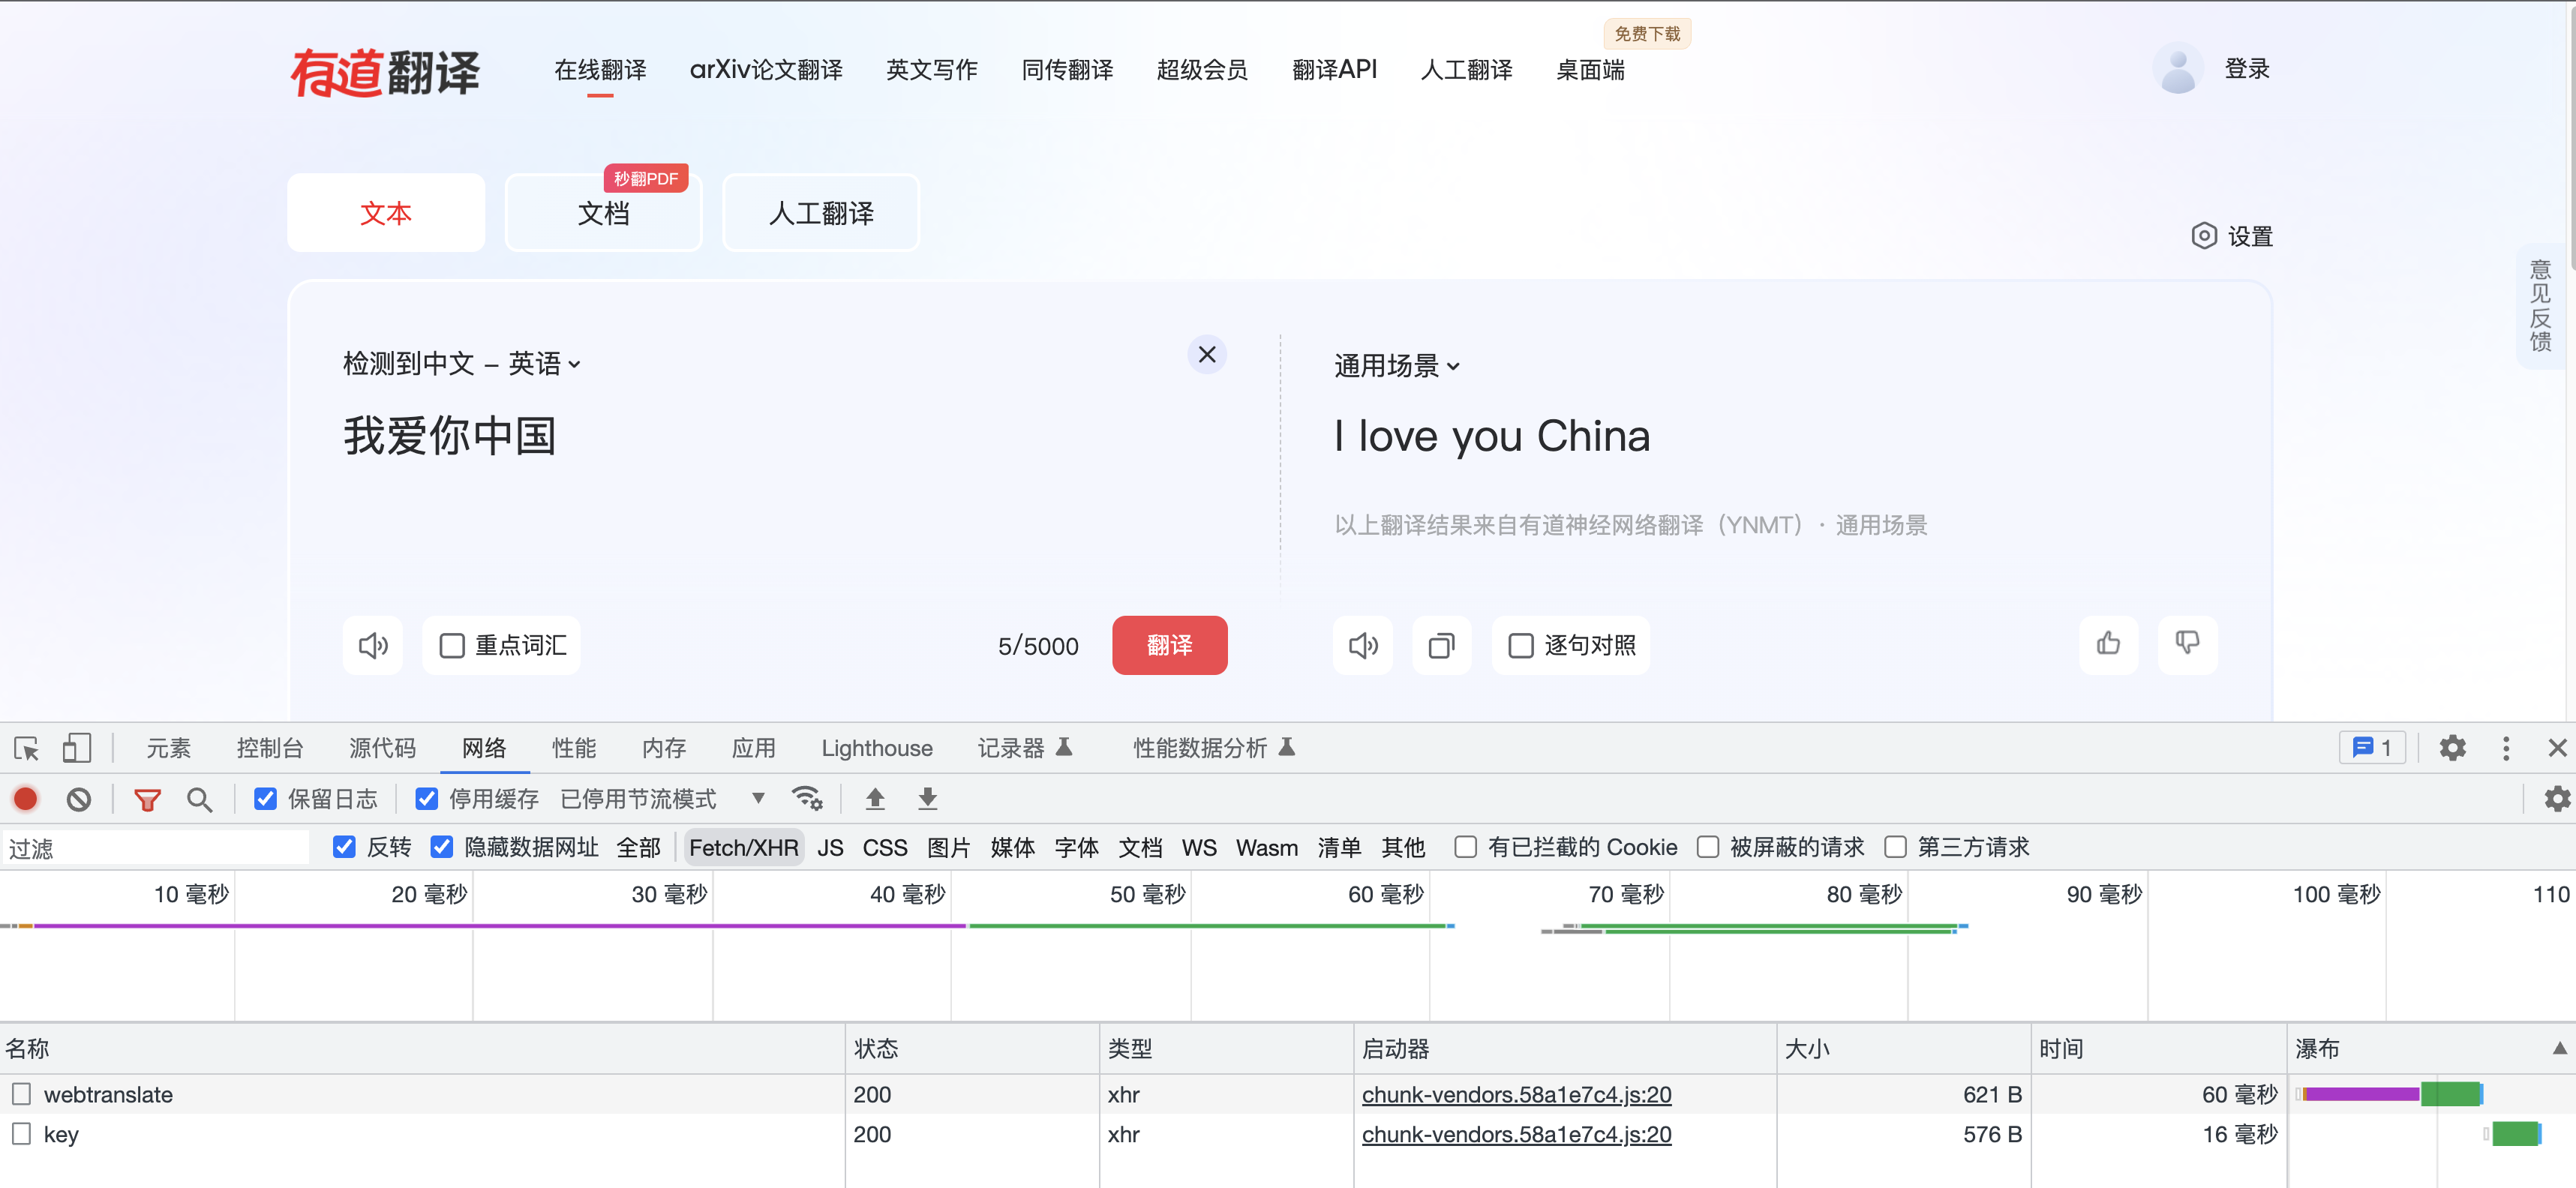 免费下载
有道翻译 在线翻译 arXiv论文翻译 英文写作 同传翻译 超级会员 翻译API 人工翻译 桌面端 登录
秒翻PDF
文本 文档 人工翻译
设置
意见反馈
检测到中文 – 英语 通用场景
我爱你中国 I love you China
以上翻译结果来自有道神经网络翻译（YNMT）· 通用场景
重点词汇 5/5000 翻译 逐句对照
元素 控制台 源代码 网络 性能 内存 应用 Lighthouse 记录器 性能数据分析 1
保留日志 停用缓存 已停用节流模式
过滤 反转 隐藏数据网址 全部 Fetch/XHR JS CSS 图片 媒体 字体 文档 WS Wasm 清单 其他 有已拦截的 Cookie 被屏蔽的请求 第三方请求
10 毫秒 20 毫秒 30 毫秒 40 毫秒 50 毫秒 60 毫秒 70 毫秒 80 毫秒 90 毫秒 100 毫秒 110
名称 状态 类型 启动器 大小 时间 瀑布
webtranslate 200 xhr chunk-vendors.58a1e7c4.js:20 621 B 60 毫秒
key 200 xhr chunk-vendors.58a1e7c4.js:20 576 B 16 毫秒